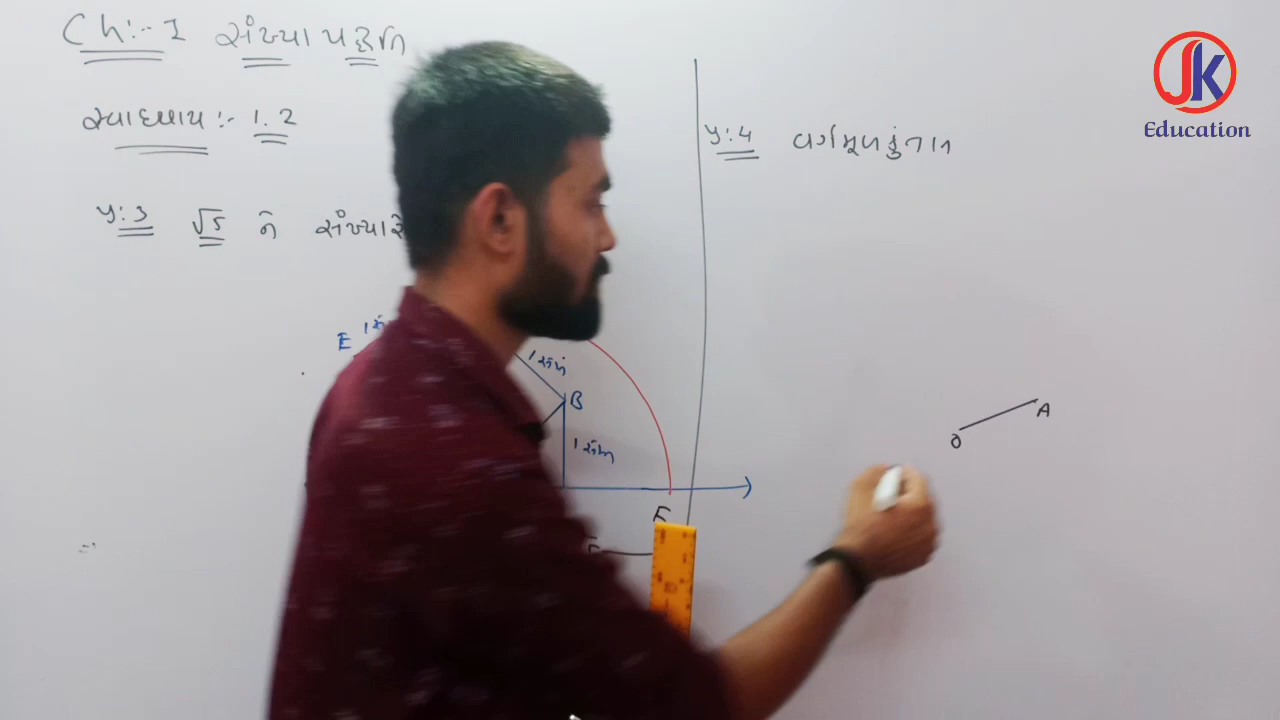 Ch:- 1 સંખ્યા પદ્ધતિ
સ્વાધ્યાય :- 1.2
પ્ર:3 √5 ને સંખ્યારે
E
1 સેમી
B
1 સેમી
F
પ્ર:4 વર્ગમૂળકુંતલ
O
A
JK
Education